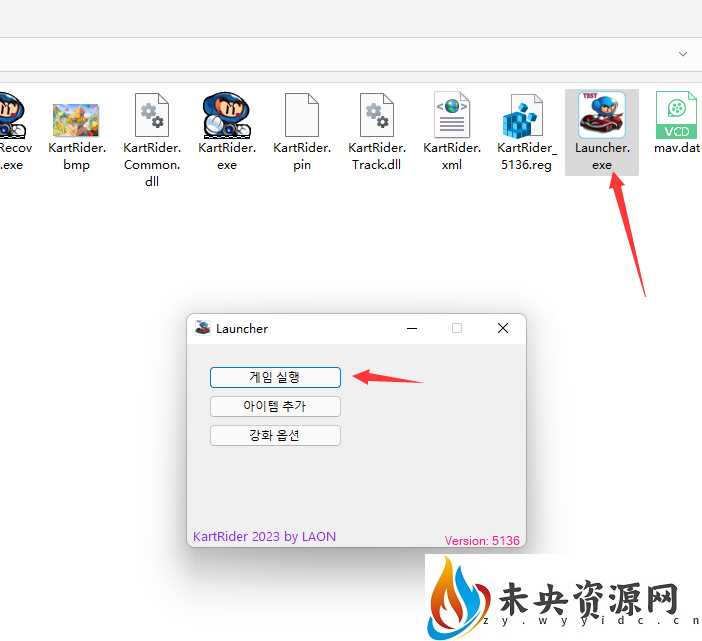 Recov
.exe
KartRider.
bmp
KartRider.
Common.
dll
KartRider.
exe
KartRider.
pin
KartRider.
Track.dll
KartRider.
xml
KartRider_
5136.reg
TEST
Launcher.
exe
VCD
mav.dat
Launcher
게임 실행
아이템 추가
강화 옵션
KartRider 2023 by LAON
Version: 5136
未央资源网
zy.wyyidc.cn